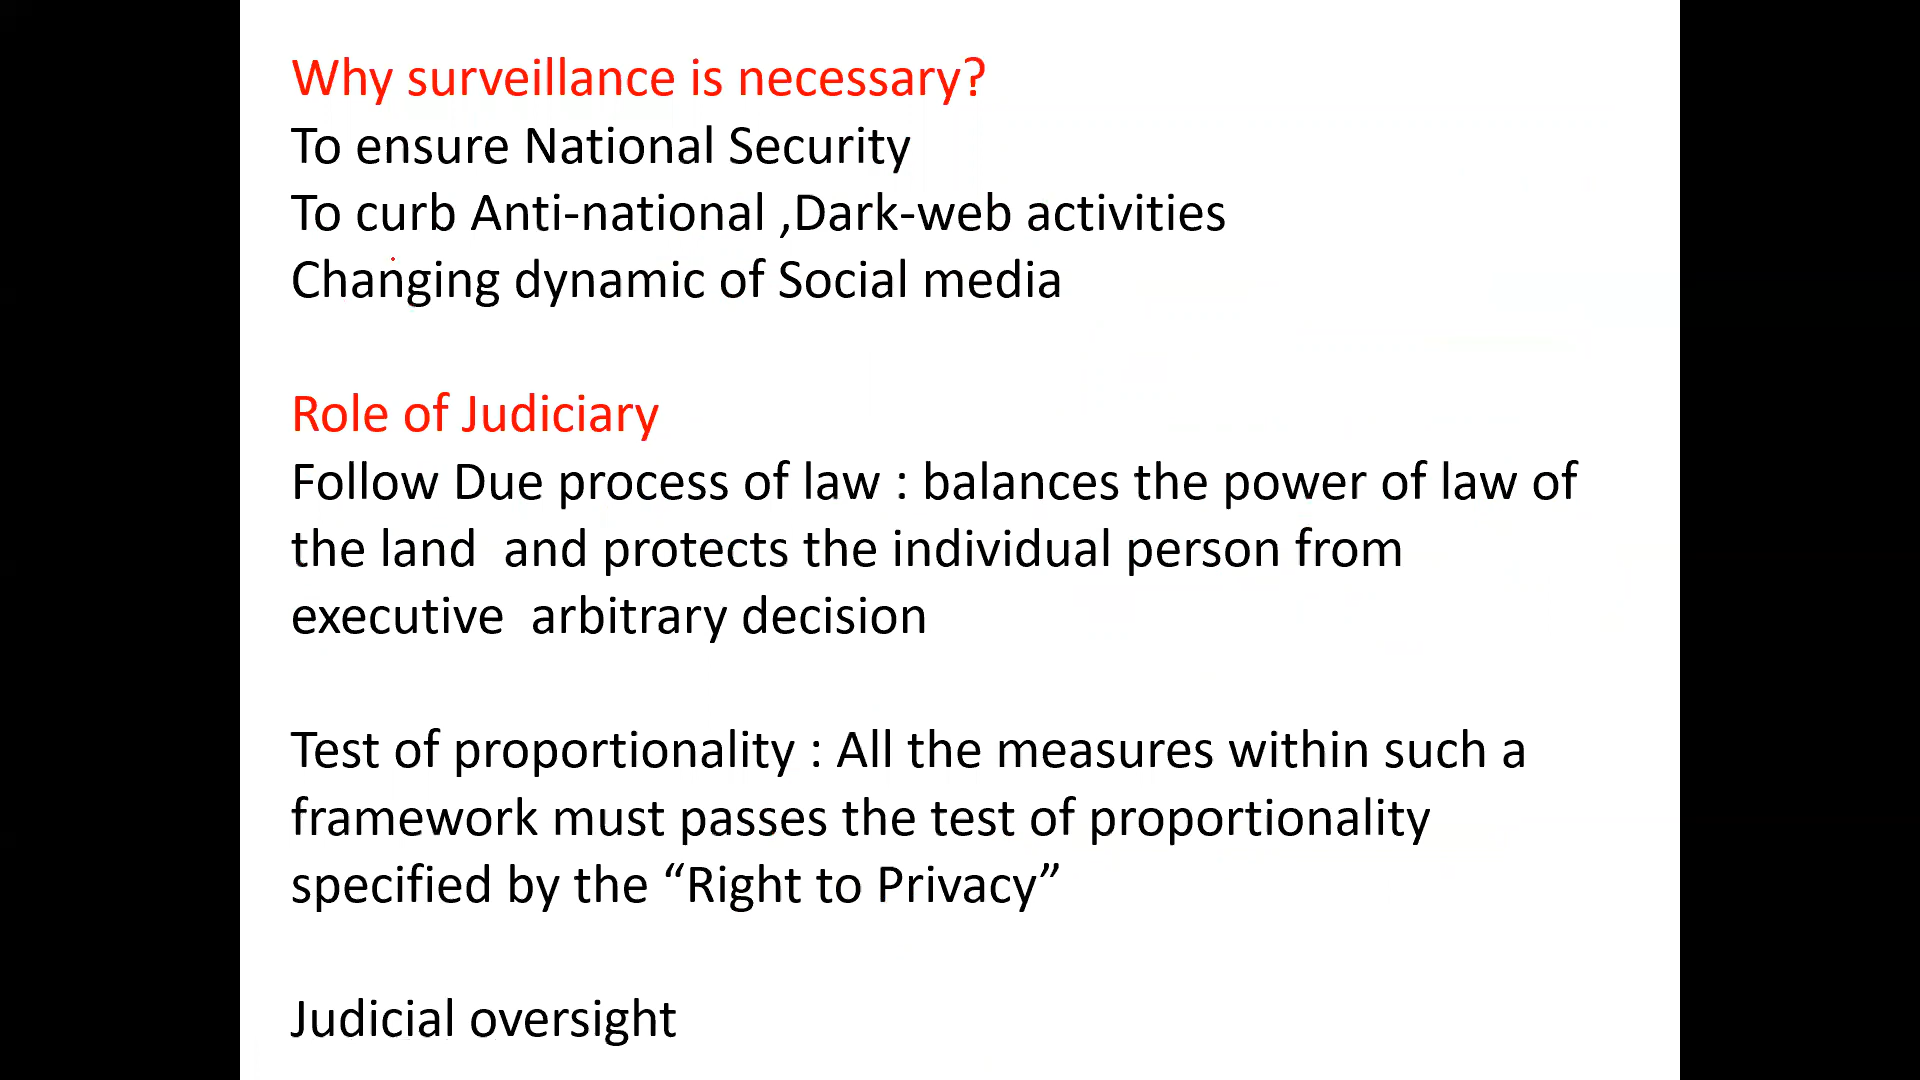 Why surveillance is necessary?
To ensure National Security
To curb Anti-national ,Dark-web activities
Changing dynamic of Social media
Role of Judiciary
Follow Due process of law : balances the power of law of
the land  and protects the individual person from
executive  arbitrary decision
Test of proportionality : All the measures within such a
framework must passes the test of proportionality
specified by the “Right to Privacy”
Judicial oversight